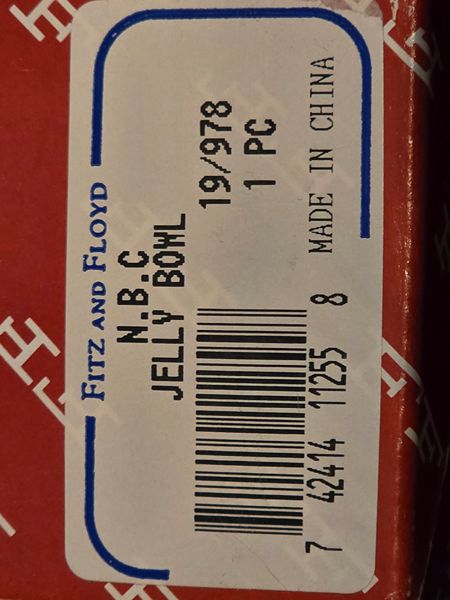 FITZ AND FLOYD
N.B.C
JELLY BOWL
19/978
1 PC
7 42414 11255 8
MADE IN CHINA